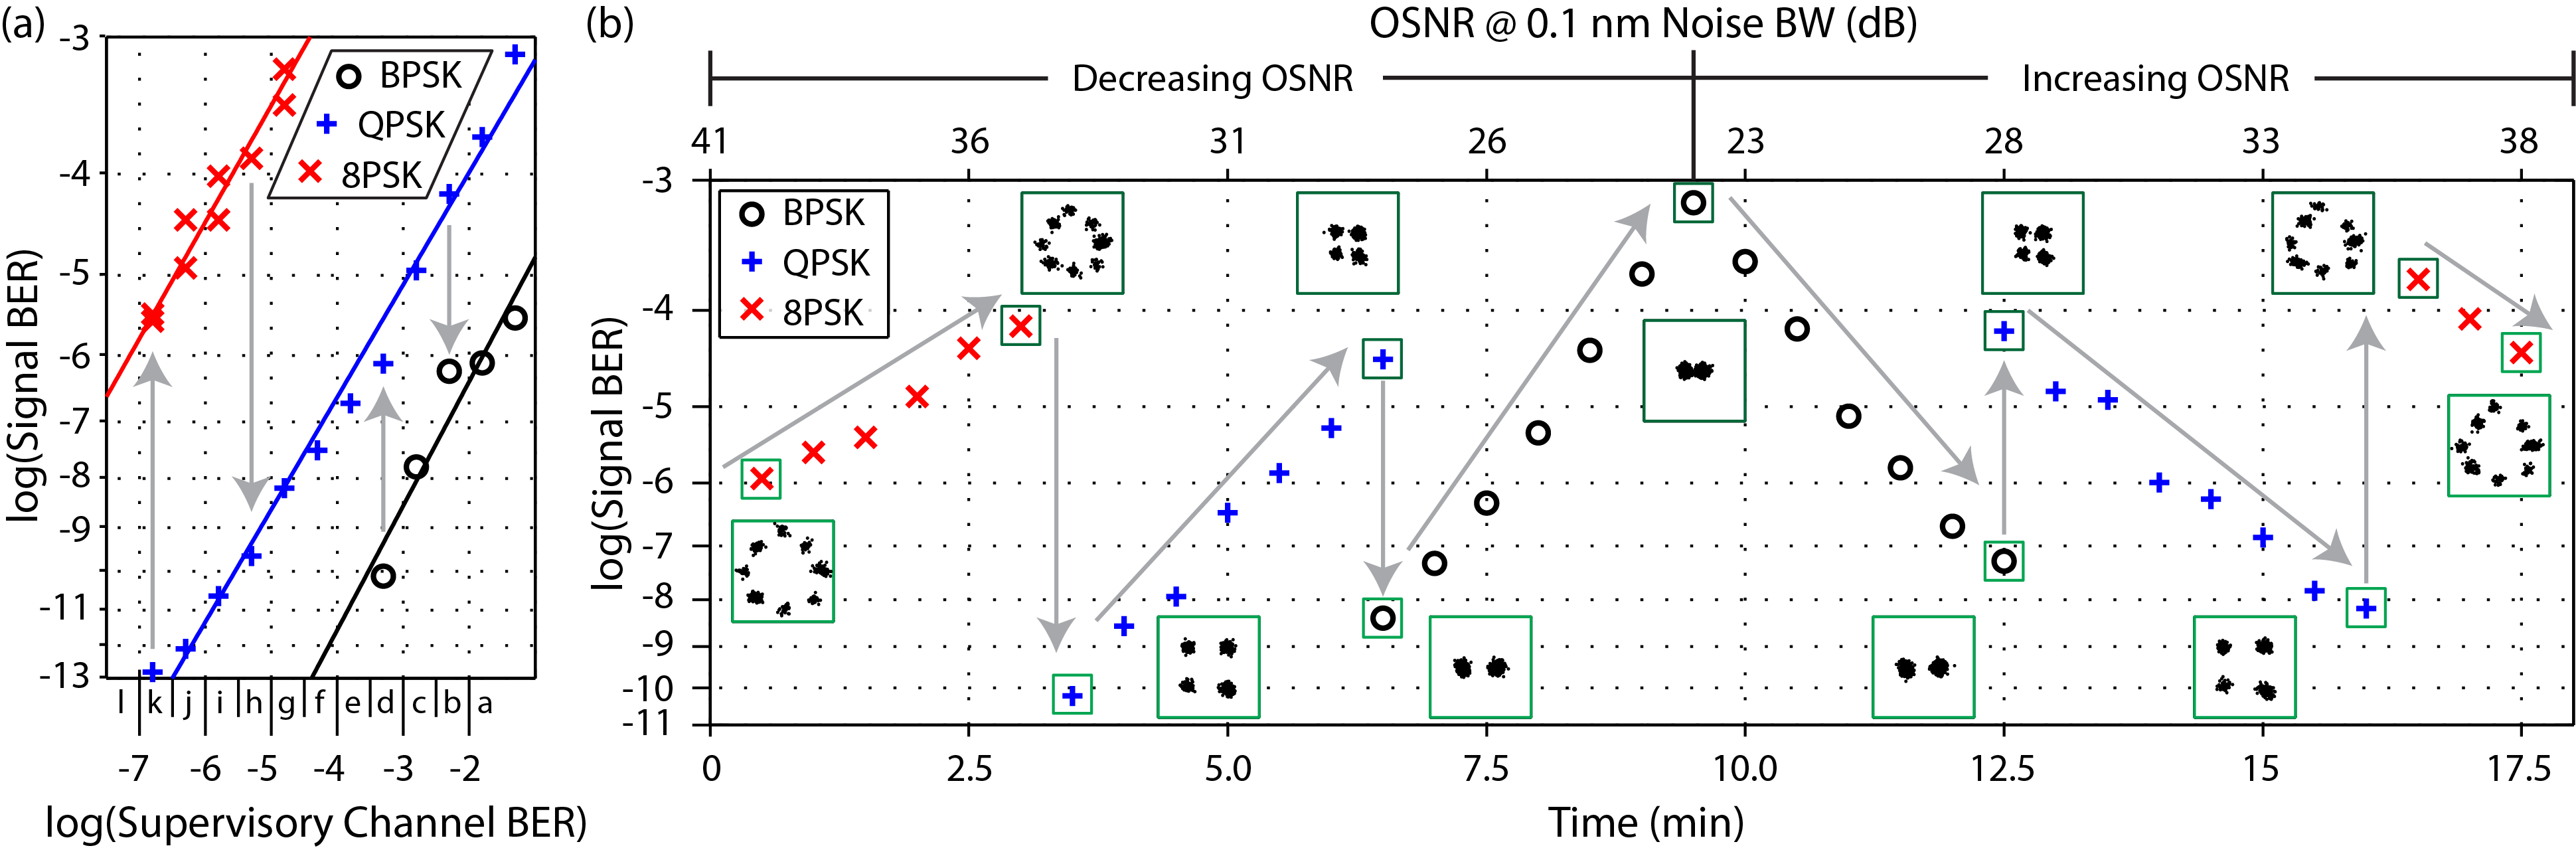 (a)
-3
-4
-5
-6
-7
-8
-9
-11
-13
log(Signal BER)
BPSK
QPSK
8PSK
l k j i h g f e d c b a
-7 -6 -5 -4 -3 -2
log(Supervisory Channel BER)
(b)
OSNR @ 0.1 nm Noise BW (dB)
Decreasing OSNR Increasing OSNR
41 36 31 26 23 28 33 38
-3
-4
-5
-6
-7
-8
-9
-10
-11
log(Signal BER)
BPSK
QPSK
8PSK
0 2.5 5.0 7.5 10.0 12.5 15 17.5
Time (min)